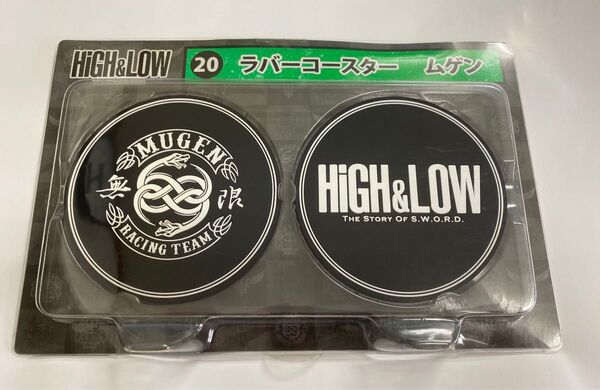 HiGH&LOW 20 ラバーコースター ムゲン
MUGEN
無限
RACING TEAM
HiGH&LOW
THE STORY OF S.W.O.R.D.